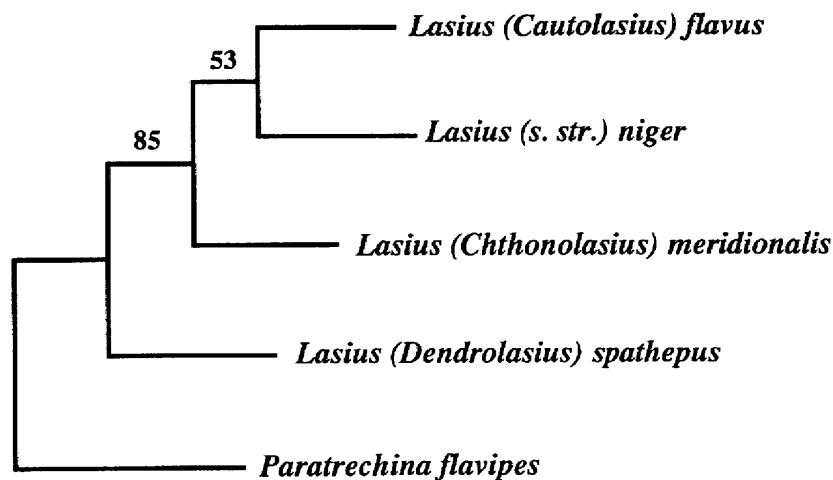 Lasius (Cautolasius) flavus
53
Lasius (s. str.) niger
85
Lasius (Chthonolasius) meridionalis
Lasius (Dendrolasius) spathepus
Paratrechina flavipes